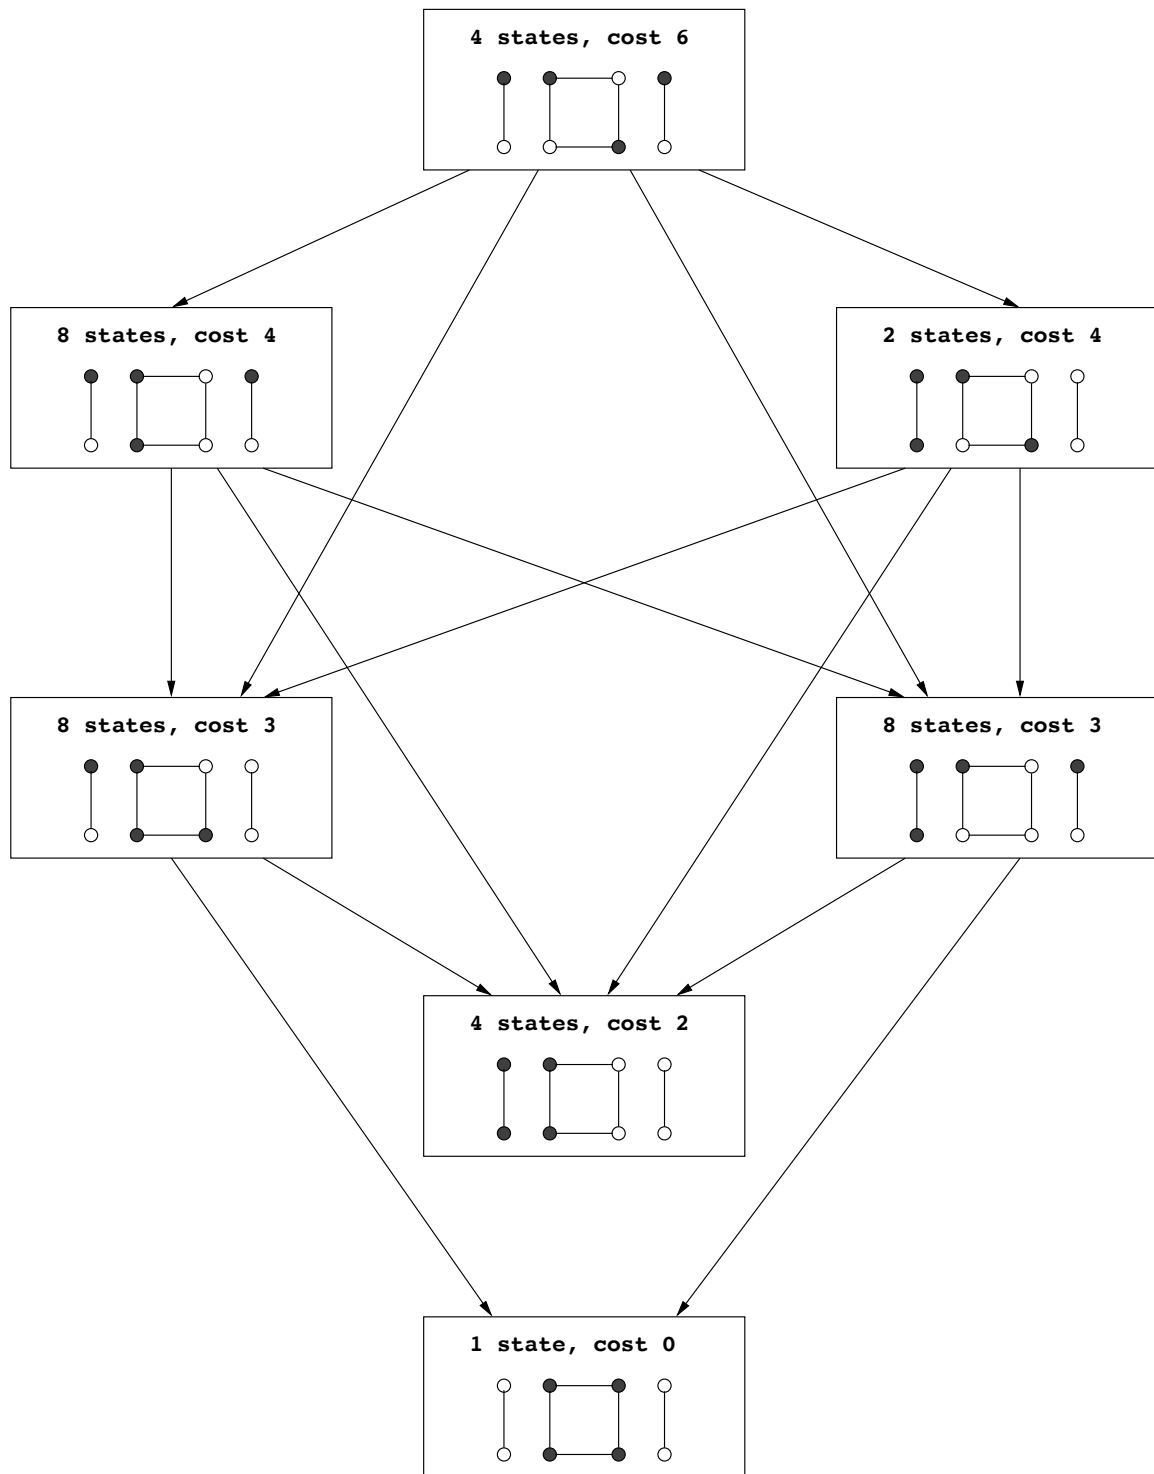 4 states, cost 6
8 states, cost 4
2 states, cost 4
8 states, cost 3
8 states, cost 3
4 states, cost 2
1 state, cost 0